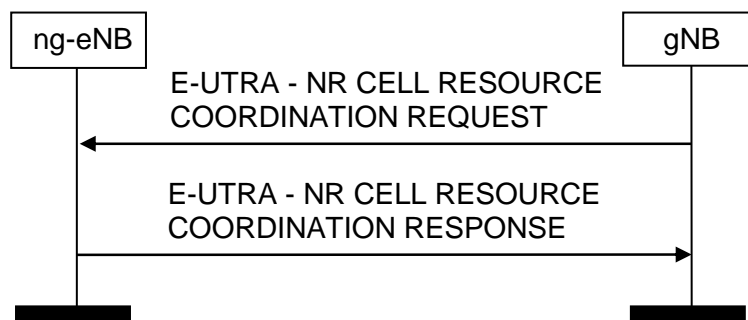 ng-eNB
gNB
E-UTRA - NR CELL RESOURCE
COORDINATION REQUEST
E-UTRA - NR CELL RESOURCE
COORDINATION RESPONSE